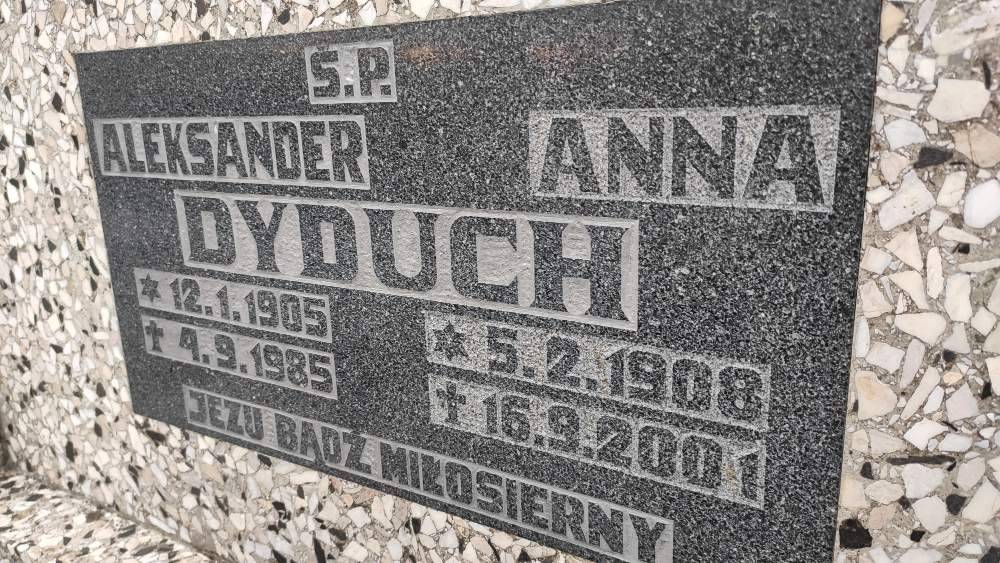 S.P.
ALEKSANDER ANNA
DYDUCH
* 12.1.1905 * 5.2.1908
† 4.9.1985 † 16.9.2001
JEZU BĄDŹ MIŁOSIERNY